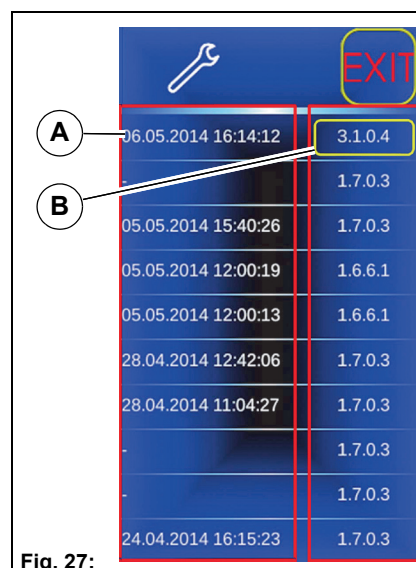 EXIT
A
06.05.2014 16:14:12 3.1.0.4
- 1.7.0.3
B
05.05.2014 15:40:26 1.7.0.3
05.05.2014 12:00:19 1.6.6.1
05.05.2014 12:00:13 1.6.6.1
28.04.2014 12:42:06 1.7.0.3
28.04.2014 11:04:27 1.7.0.3
- 1.7.0.3
- 1.7.0.3
24.04.2014 16:15:23 1.7.0.3
Fig. 27: